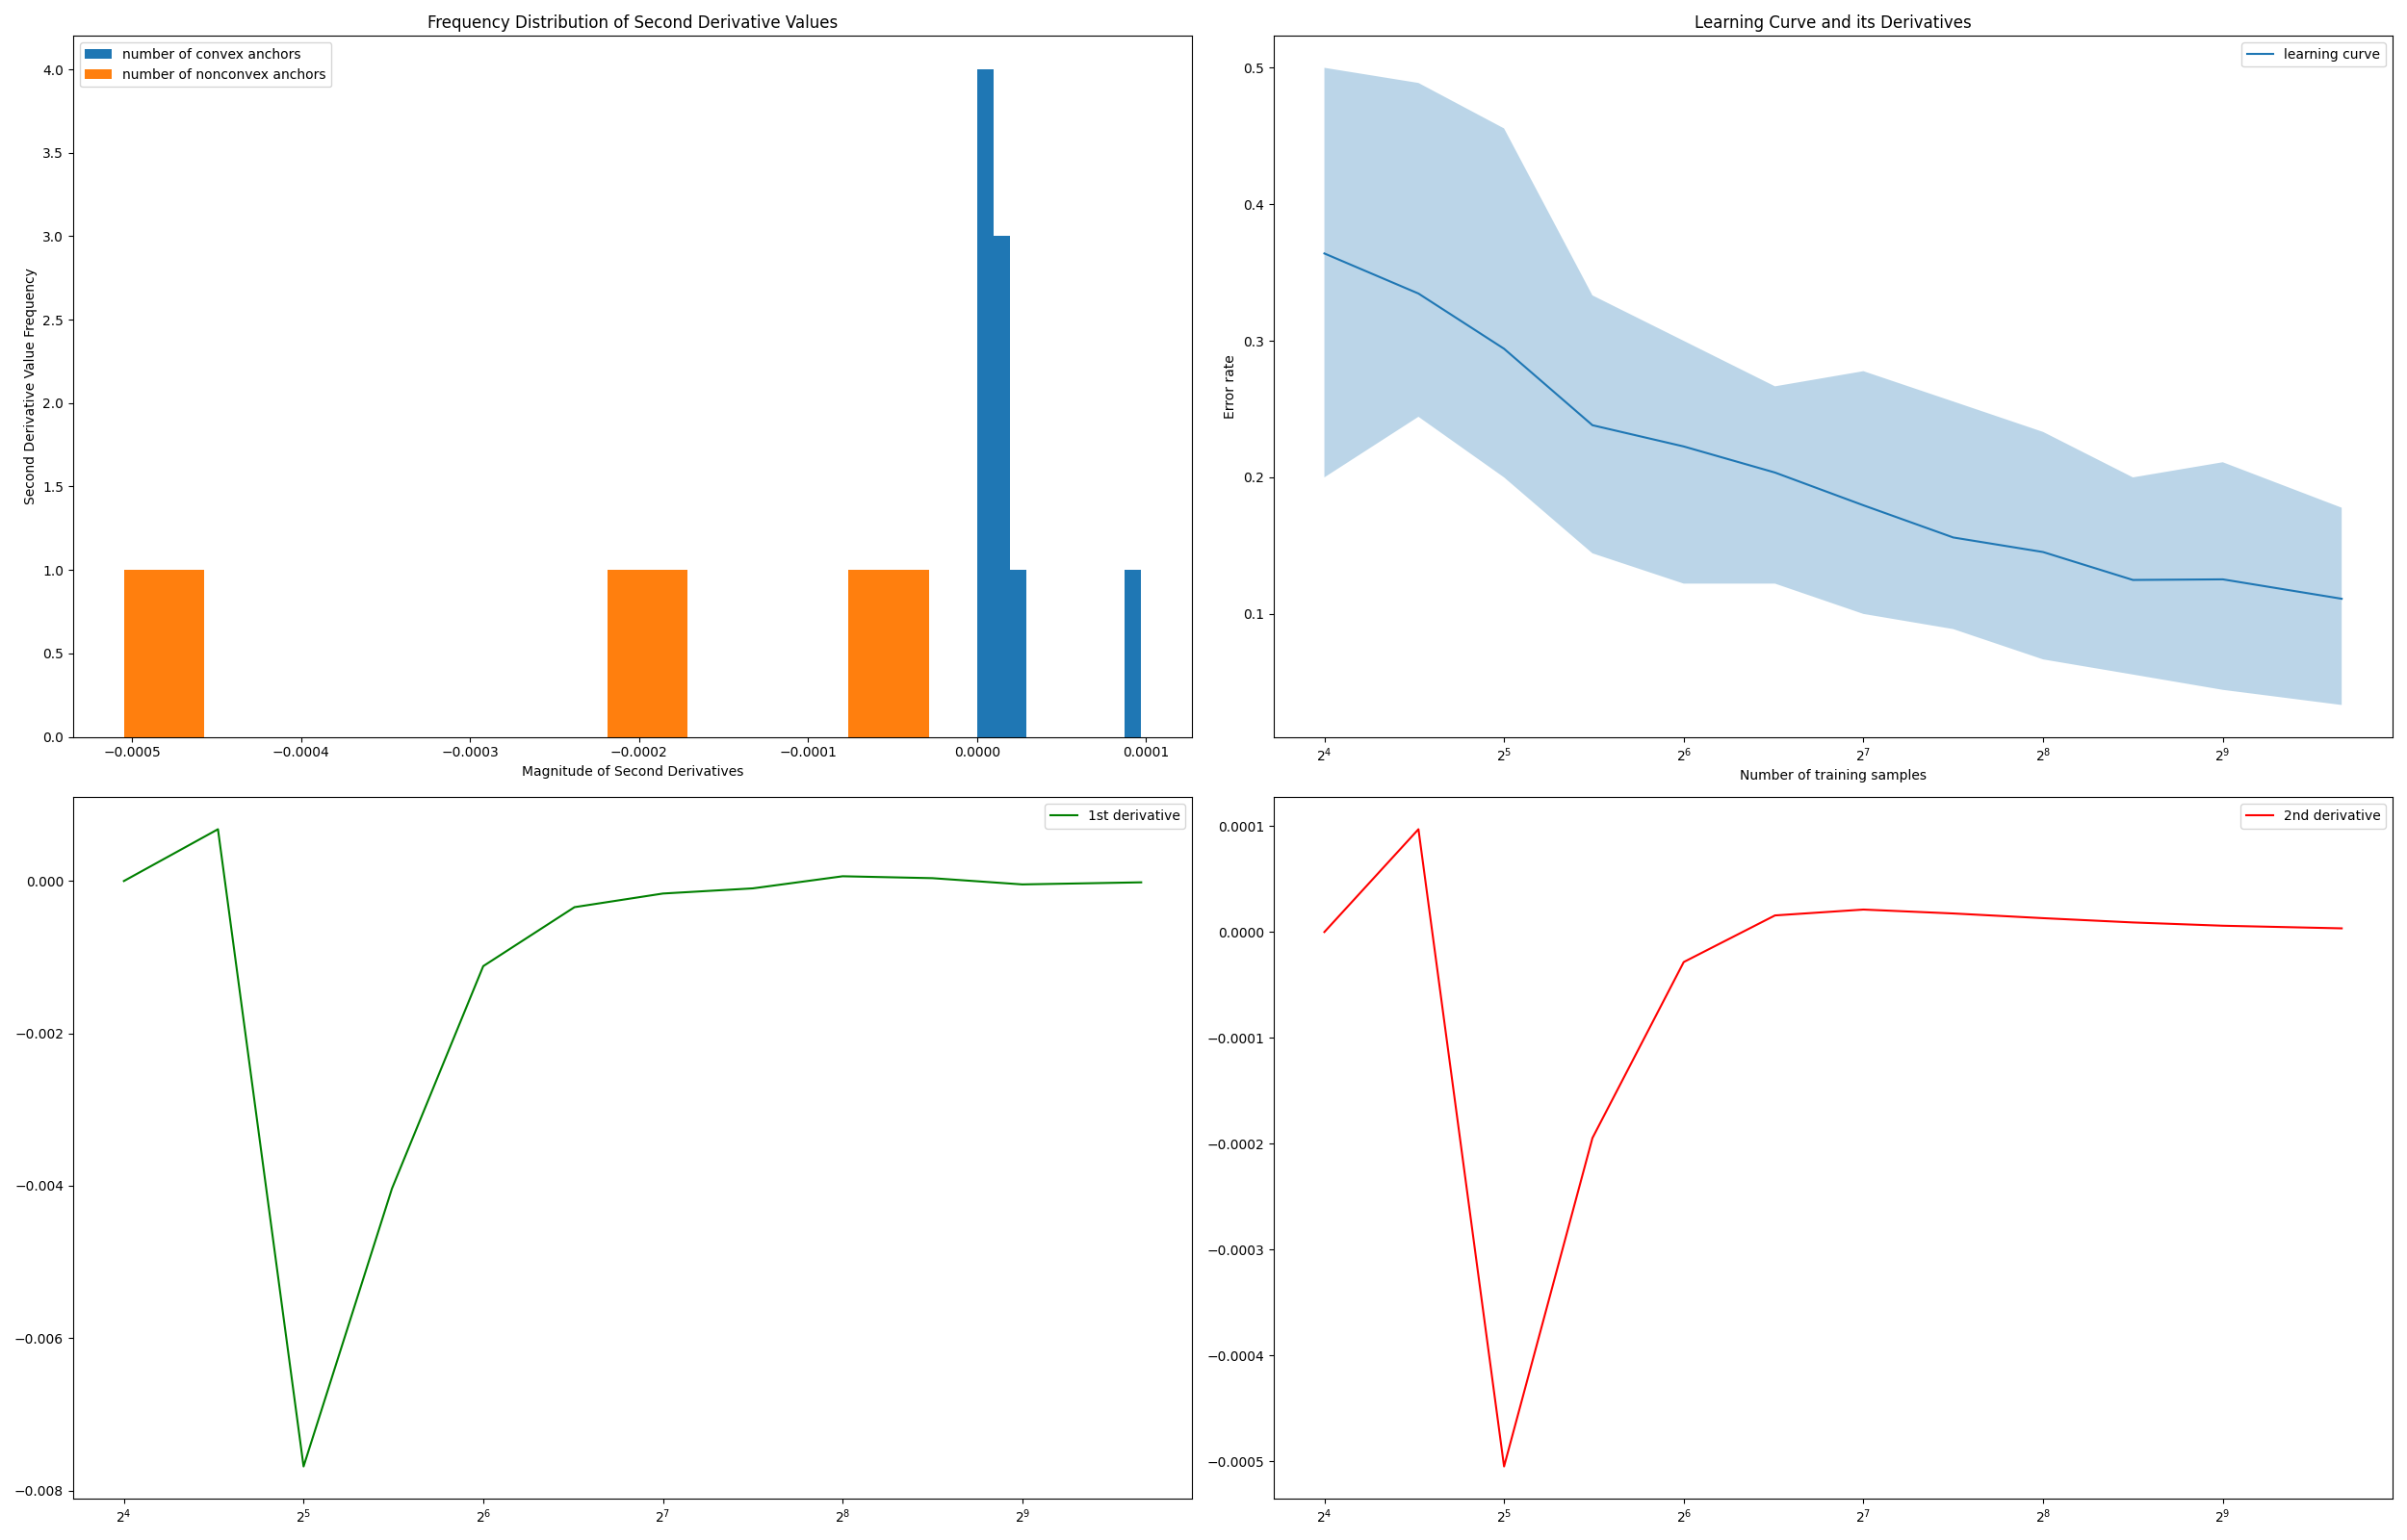 Frequency Distribution of Second Derivative Values
number of convex anchors
number of nonconvex anchors
Second Derivative Value Frequency
4.0
3.5
3.0
2.5
2.0
1.5
1.0
0.5
0.0
−0.0005 −0.0004 −0.0003 −0.0002 −0.0001 0.0000 0.0001
Magnitude of Second Derivatives
Learning Curve and its Derivatives
learning curve
Error rate
0.5
0.4
0.3
0.2
0.1
2⁴ 2⁵ 2⁶ 2⁷ 2⁸ 2⁹
Number of training samples
1st derivative
0.000
−0.002
−0.004
−0.006
−0.008
2⁴ 2⁵ 2⁶ 2⁷ 2⁸ 2⁹
2nd derivative
0.0001
0.0000
−0.0001
−0.0002
−0.0003
−0.0004
−0.0005
2⁴ 2⁵ 2⁶ 2⁷ 2⁸ 2⁹